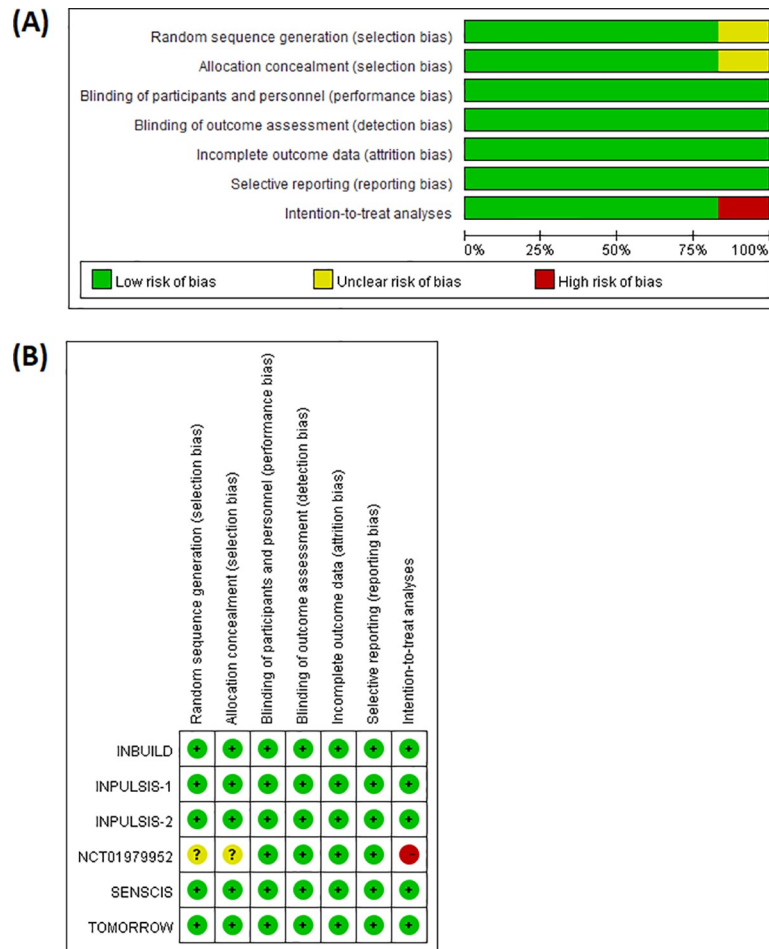 (A)
Random sequence generation (selection bias)
Allocation concealment (selection bias)
Blinding of participants and personnel (performance bias)
Blinding of outcome assessment (detection bias)
Incomplete outcome data (attrition bias)
Selective reporting (reporting bias)
Intention-to-treat analyses
0% 25% 50% 75% 100%
Low risk of bias Unclear risk of bias High risk of bias
(B)
Random sequence generation (selection bias)
Allocation concealment (selection bias)
Blinding of participants and personnel (performance bias)
Blinding of outcome assessment (detection bias)
Incomplete outcome data (attrition bias)
Selective reporting (reporting bias)
Intention-to-treat analyses
INBUILD + + + + + + +
INPULSIS-1 + + + + + + +
INPULSIS-2 + + + + + + +
NCT01979952 ? ? + + + + -
SENSCIS + + + + + + +
TOMORROW + + + + + + +